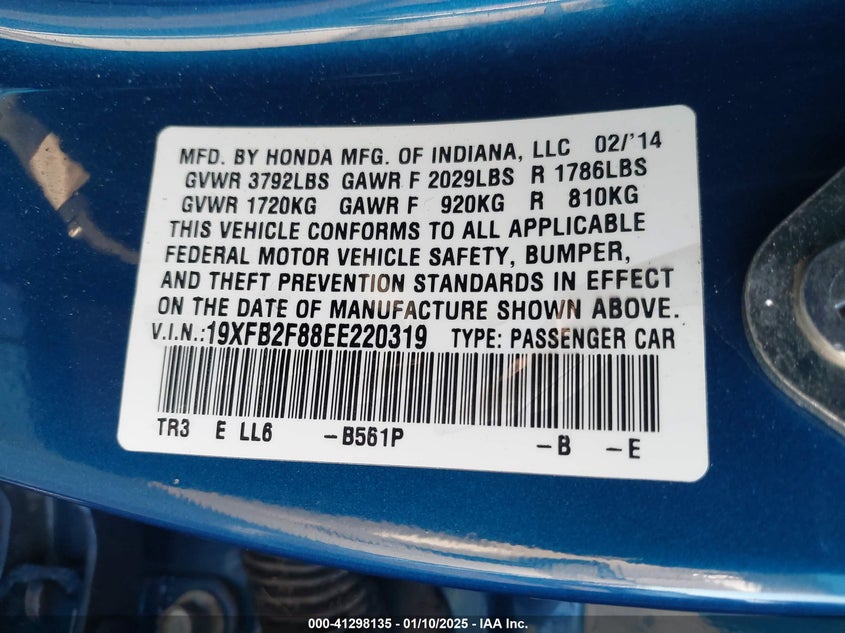 MFD. BY HONDA MFG. OF INDIANA, LLC 02/'14
GVWR 3792LBS GAWR F 2029LBS R 1786LBS
GVWR 1720KG GAWR F 920KG R 810KG
THIS VEHICLE CONFORMS TO ALL APPLICABLE
FEDERAL MOTOR VEHICLE SAFETY, BUMPER,
AND THEFT PREVENTION STANDARDS IN EFFECT
ON THE DATE OF MANUFACTURE SHOWN ABOVE.
V.I.N.:19XFB2F88EE220319 TYPE: PASSENGER CAR
TR3 E LL6 -B561P -B -E
000-41298135 - 01/10/2025 - IAA Inc.